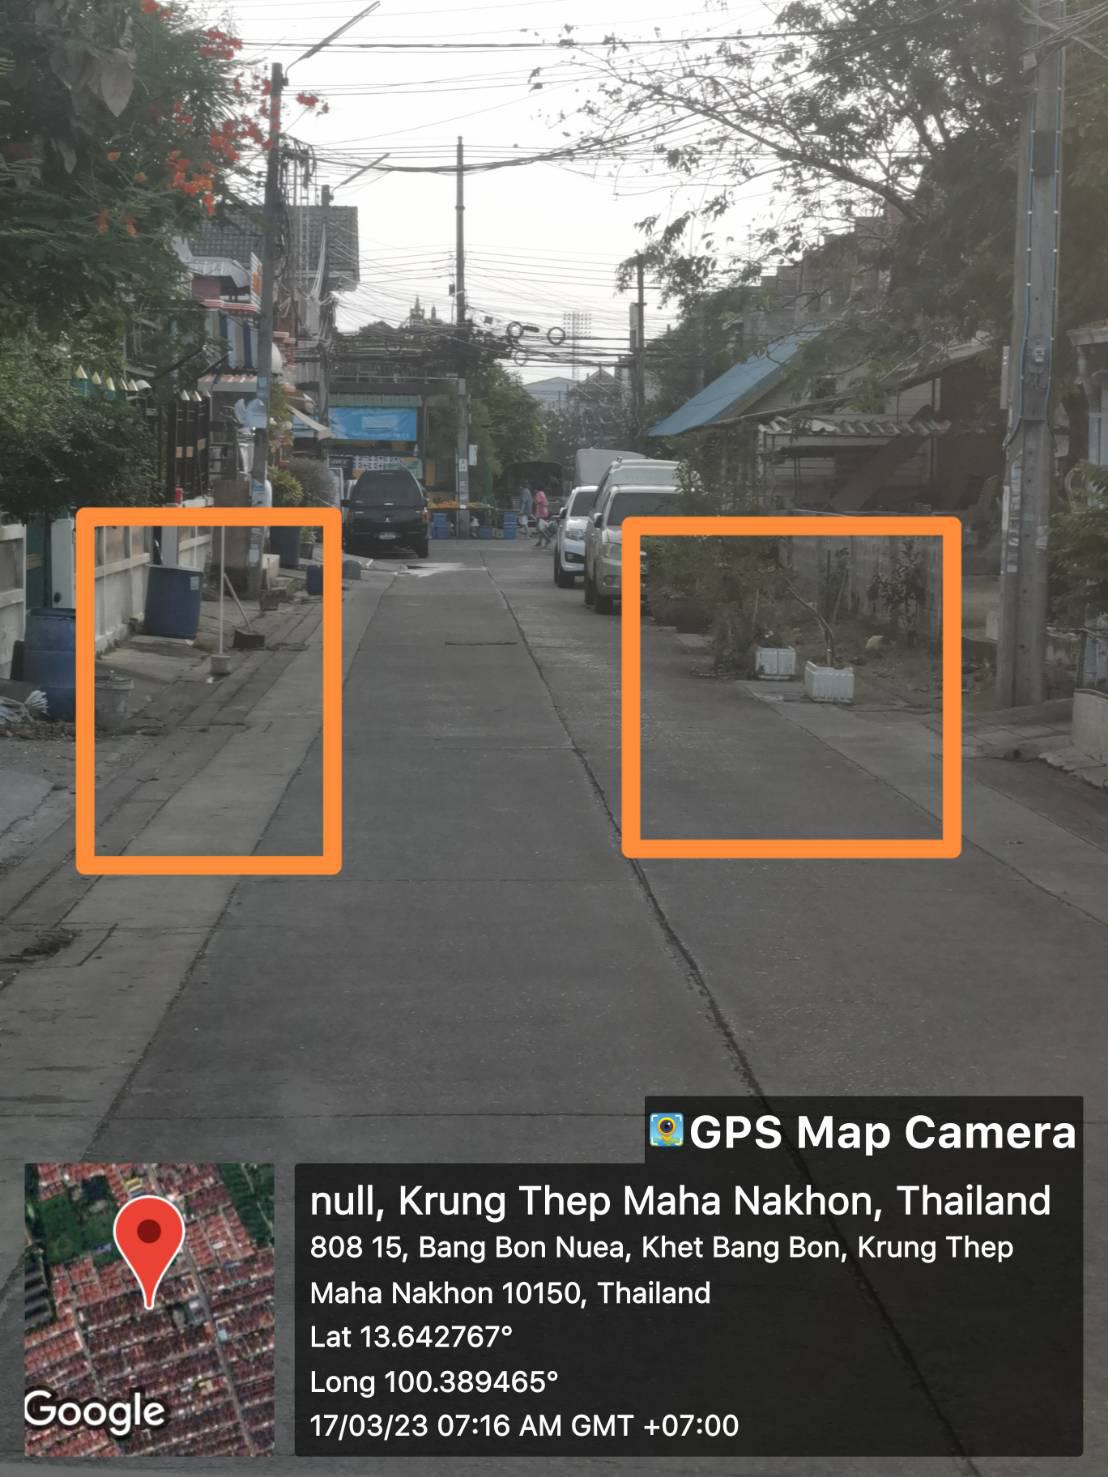 GPS Map Camera
null, Krung Thep Maha Nakhon, Thailand
808 15, Bang Bon Nuea, Khet Bang Bon, Krung Thep
Maha Nakhon 10150, Thailand
Lat 13.642767°
Long 100.389465°
17/03/23 07:16 AM GMT +07:00
Google